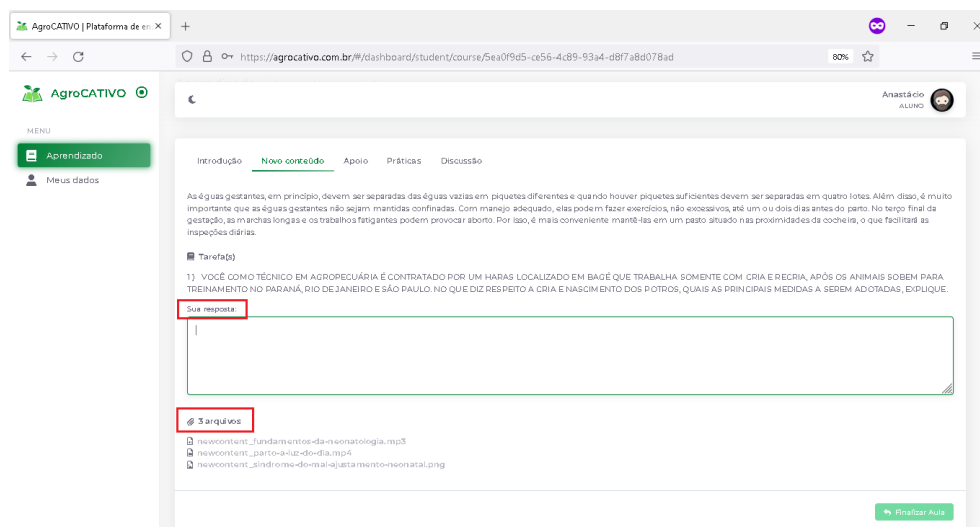 AgroCATIVO | Plataforma de en
https://agrocativo.com.br/#/dashboard/student/course/5ea0f9d5-ce56-4c89-93a4-d8f7a8d078ad
80%
AgroCATIVO
Anastácio
ALUNO
MENU
Aprendizado
Meus dados
Introdução Novo conteúdo Apoio Práticas Discussão
As éguas gestantes, em princípio, devem ser separadas das éguas vazias em piquetes diferentes e quando houver piquetes suficientes devem ser separadas em quatro lotes. Além disso, é muito
importante que as éguas gestantes não sejam mantidas confinadas. Com manejo adequado, elas podem fazer exercícios, não excessivos, até um ou dois dias antes do parto. No terço final da
gestação, as marchas longas e os trabalhos fatigantes podem provocar aborto. Por isso, é mais conveniente mantê-las em um pasto situado nas proximidades da cocheira, o que facilitará as
inspeções diárias.
Tarefa(s)
1) VOCÊ COMO TÉCNICO EM AGROPECUÁRIA É CONTRATADO POR UM HARAS LOCALIZADO EM BAGÉ QUE TRABALHA SOMENTE COM CRIA E RECRIA, APÓS OS ANIMAIS SOBEM PARA
TREINAMENTO NO PARANÁ, RIO DE JANEIRO E SÃO PAULO. NO QUE DIZ RESPEITO A CRIA E NASCIMENTO DOS POTROS, QUAIS AS PRINCIPAIS MEDIDAS A SEREM ADOTADAS, EXPLIQUE.
Sua resposta:
3 arquivos
newcontent_fundamentos-da-neonatologia.mp3
newcontent_parto-a-luz-do-dia.mp4
newcontent_sindrome-do-mal-ajustamento-neonatal.png
Finalizar Aula